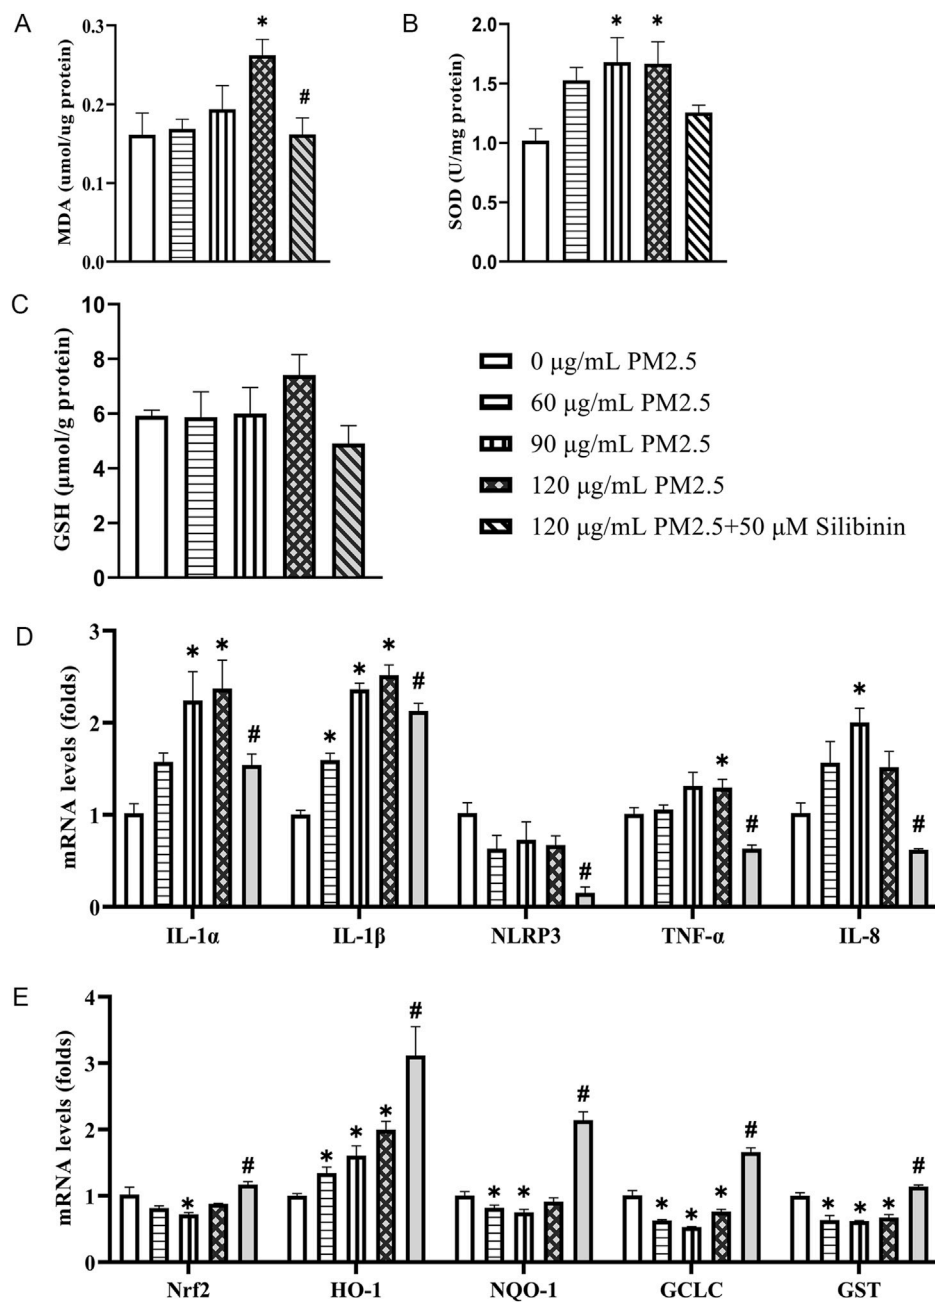 A
MDA (umol/ug protein)
0.3
0.2
0.1
0.0
*
#
B
SOD (U/mg protein)
2.0
1.5
1.0
0.5
0.0
*
*
C
GSH (μmol/g protein)
10
8
6
4
2
0
0 μg/mL PM2.5
60 μg/mL PM2.5
90 μg/mL PM2.5
120 μg/mL PM2.5
120 μg/mL PM2.5+50 μM Silibinin
D
mRNA levels (folds)
3
2
1
0
* * #
* * * #
#
* #
* #
IL-1α IL-1β NLRP3 TNF-α IL-8
E
mRNA levels (folds)
4
3
2
1
0
* #
* * * #
* * #
* * * #
* * * #
Nrf2 HO-1 NQO-1 GCLC GST